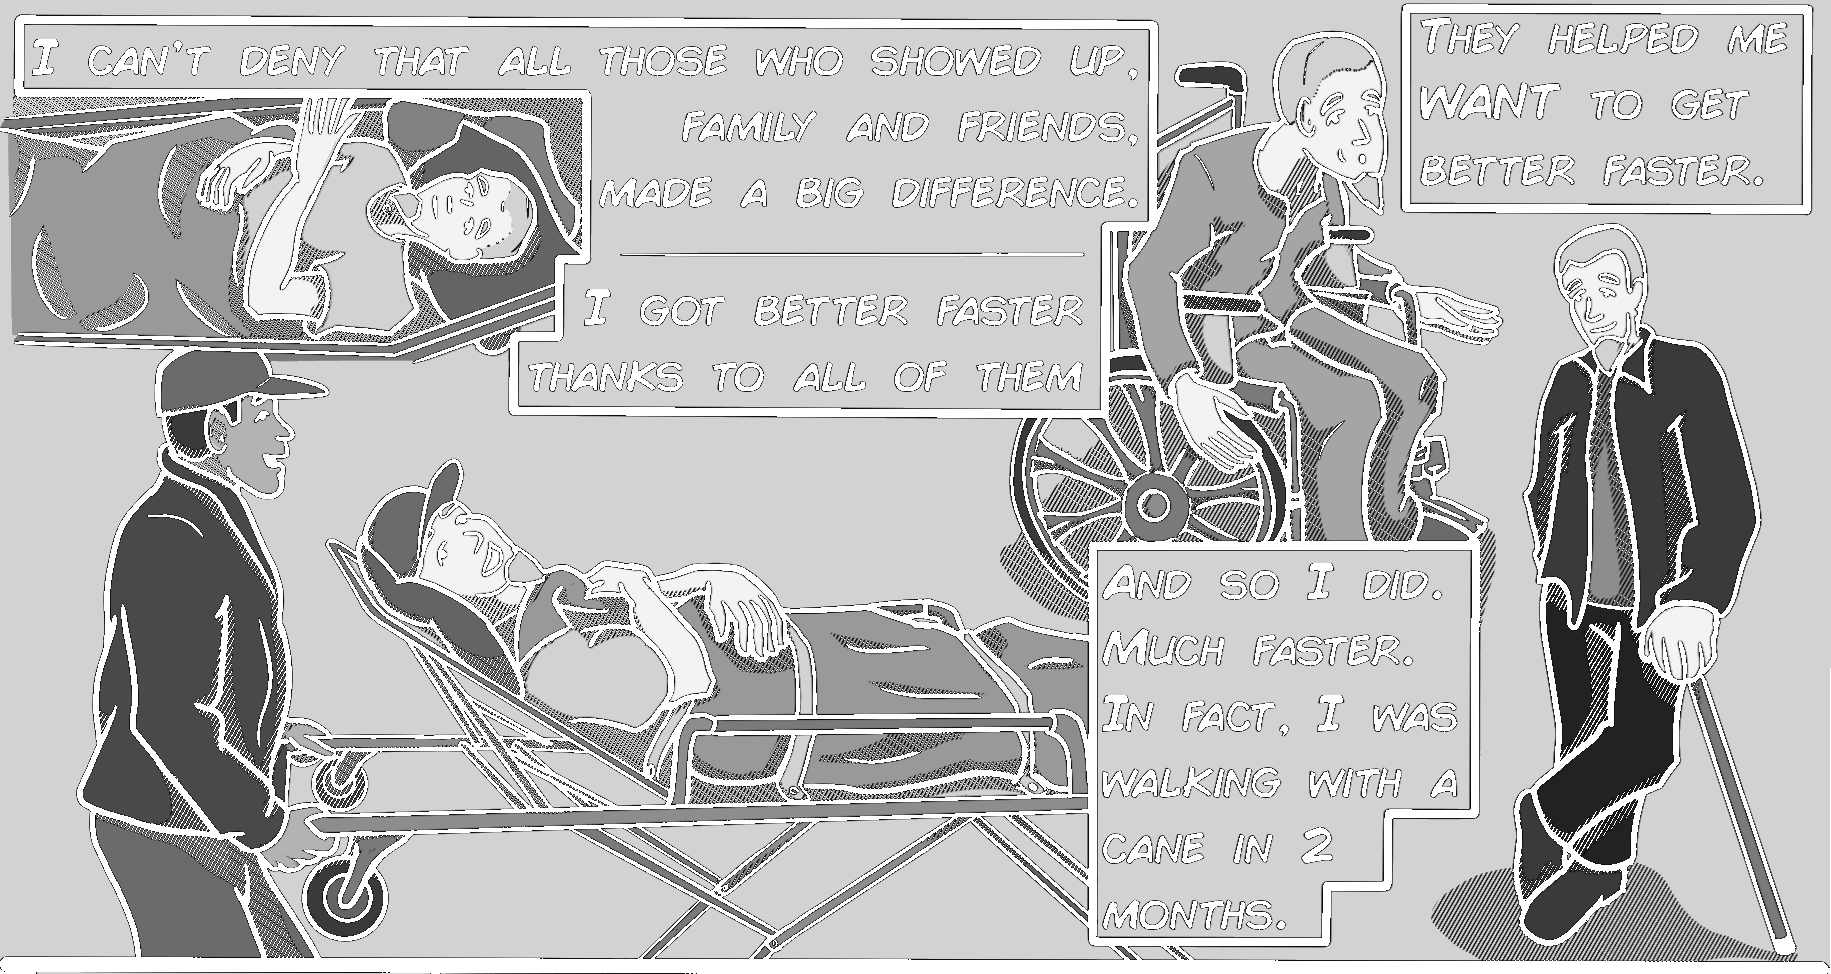 I CAN'T DENY THAT ALL THOSE WHO SHOWED UP,
FAMILY AND FRIENDS,
MADE A BIG DIFFERENCE.
I GOT BETTER FASTER
THANKS TO ALL OF THEM
THEY HELPED ME
WANT TO GET
BETTER FASTER.
AND SO I DID.
MUCH FASTER.
IN FACT, I WAS
WALKING WITH A
CANE IN 2
MONTHS.